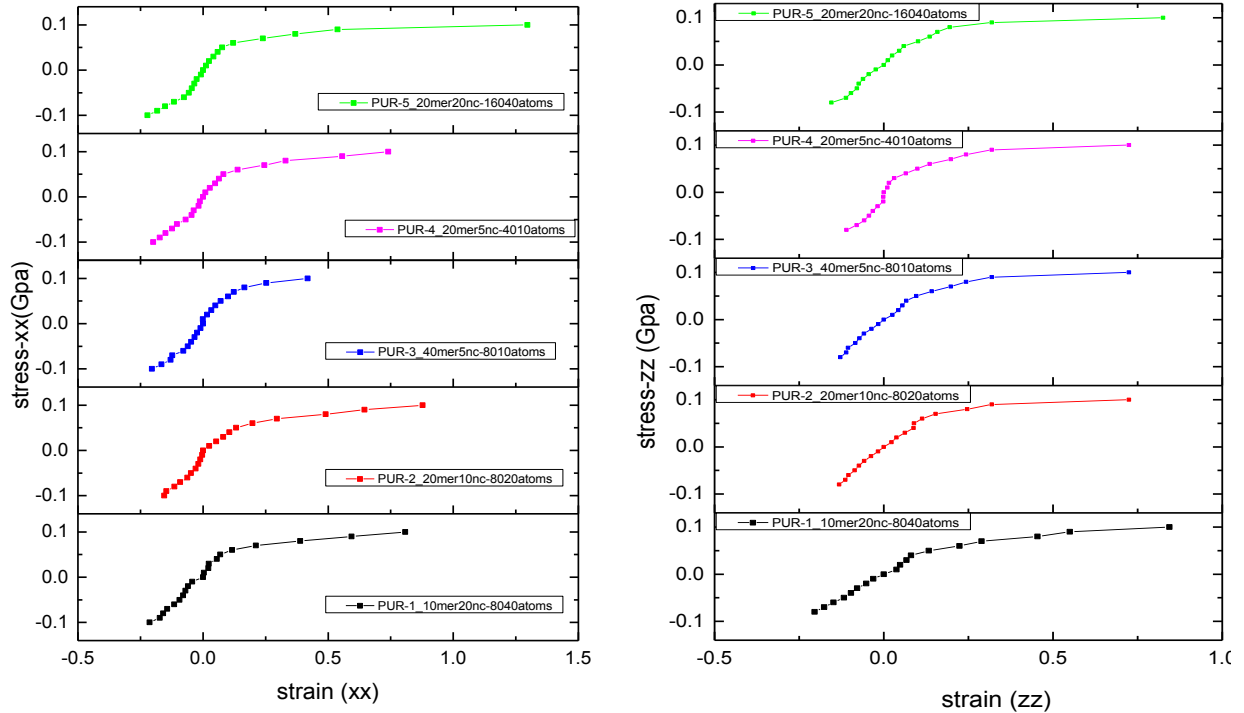 0.1
0.0
-0.1
PUR-5_20mer20nc-16040atoms
0.1
0.0
-0.1
PUR-4_20mer5nc-4010atoms
0.1
0.0
-0.1
PUR-3_40mer5nc-8010atoms
0.1
0.0
-0.1
PUR-2_20mer10nc-8020atoms
0.1
0.0
-0.1
PUR-1_10mer20nc-8040atoms
-0.5
0.0
0.5
1.0
1.5
stress-xx(Gpa)
strain (xx)
PUR-5_20mer20nc-16040atoms
0.1
0.0
-0.1
PUR-4_20mer5nc-4010atoms
0.1
0.0
-0.1
PUR-3_40mer5nc-8010atoms
0.1
0.0
-0.1
PUR-2_20mer10nc-8020atoms
0.1
0.0
-0.1
PUR-1_10mer20nc-8040atoms
0.1
0.0
-0.1
-0.5
0.0
0.5
1.0
stress-zz (Gpa)
strain (zz)